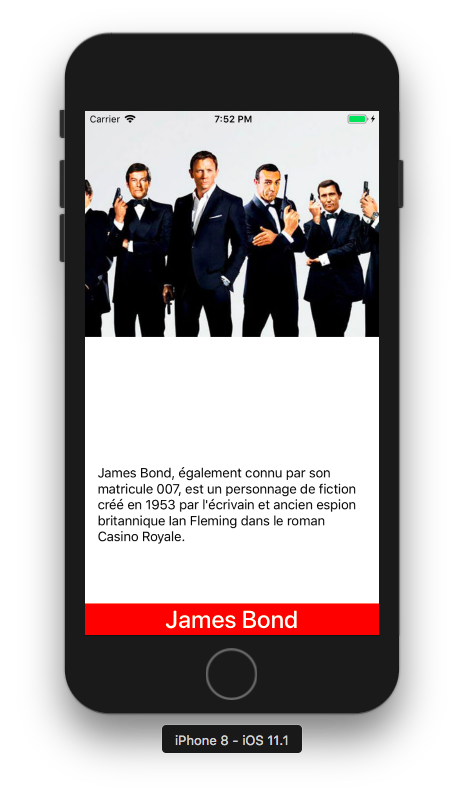 Carrier 7:52 PM
James Bond, également connu par son
matricule 007, est un personnage de fiction
créé en 1953 par l'écrivain et ancien espion
britannique Ian Fleming dans le roman
Casino Royale.
James Bond
iPhone 8 - iOS 11.1